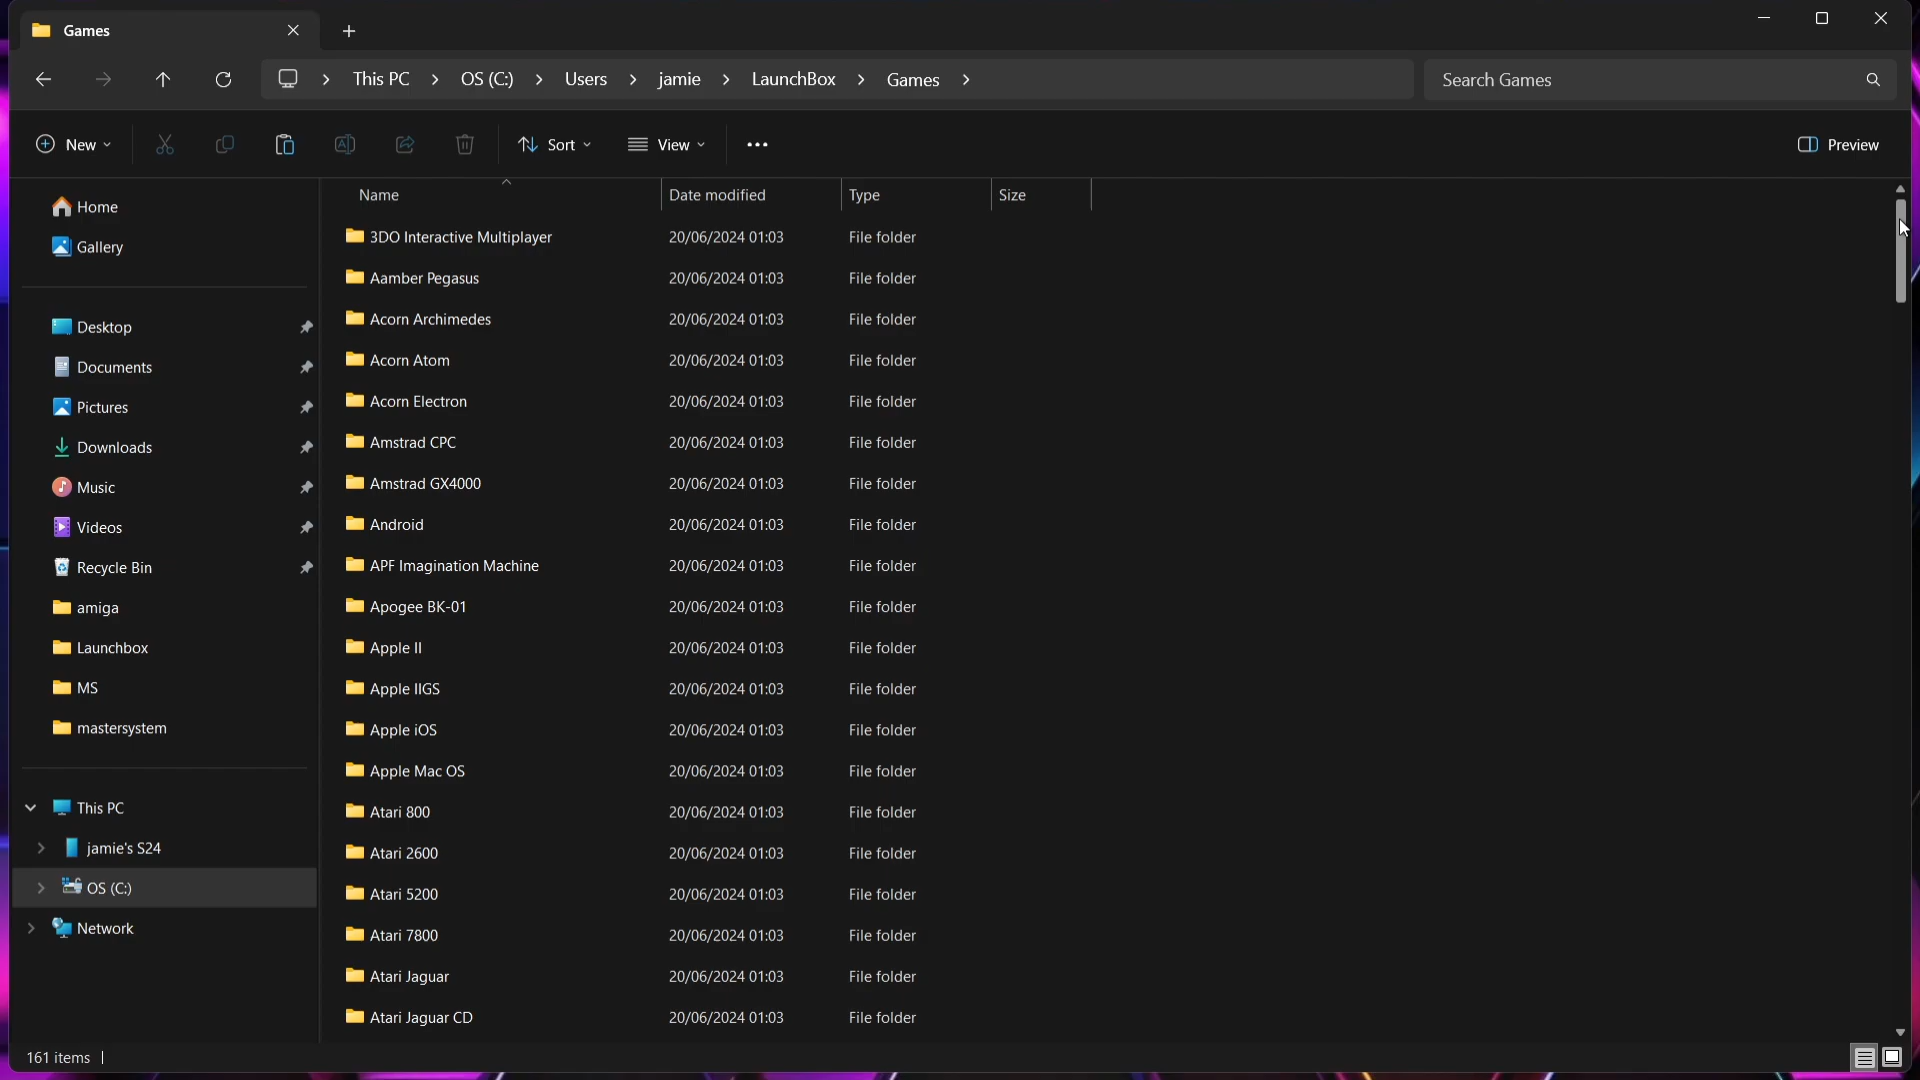 Games
This PC OS (C:) Users jamie LaunchBox Games
Search Games
New Sort View Preview
Home
Gallery
Desktop
Documents
Pictures
Downloads
Music
Videos
Recycle Bin
amiga
Launchbox
MS
mastersystem
This PC
jamie's S24
OS (C:)
Network
Name Date modified Type Size
3DO Interactive Multiplayer 20/06/2024 01:03 File folder
Aamber Pegasus 20/06/2024 01:03 File folder
Acorn Archimedes 20/06/2024 01:03 File folder
Acorn Atom 20/06/2024 01:03 File folder
Acorn Electron 20/06/2024 01:03 File folder
Amstrad CPC 20/06/2024 01:03 File folder
Amstrad GX4000 20/06/2024 01:03 File folder
Android 20/06/2024 01:03 File folder
APF Imagination Machine 20/06/2024 01:03 File folder
Apogee BK-01 20/06/2024 01:03 File folder
Apple II 20/06/2024 01:03 File folder
Apple IIGS 20/06/2024 01:03 File folder
Apple iOS 20/06/2024 01:03 File folder
Apple Mac OS 20/06/2024 01:03 File folder
Atari 800 20/06/2024 01:03 File folder
Atari 2600 20/06/2024 01:03 File folder
Atari 5200 20/06/2024 01:03 File folder
Atari 7800 20/06/2024 01:03 File folder
Atari Jaguar 20/06/2024 01:03 File folder
Atari Jaguar CD 20/06/2024 01:03 File folder
161 items